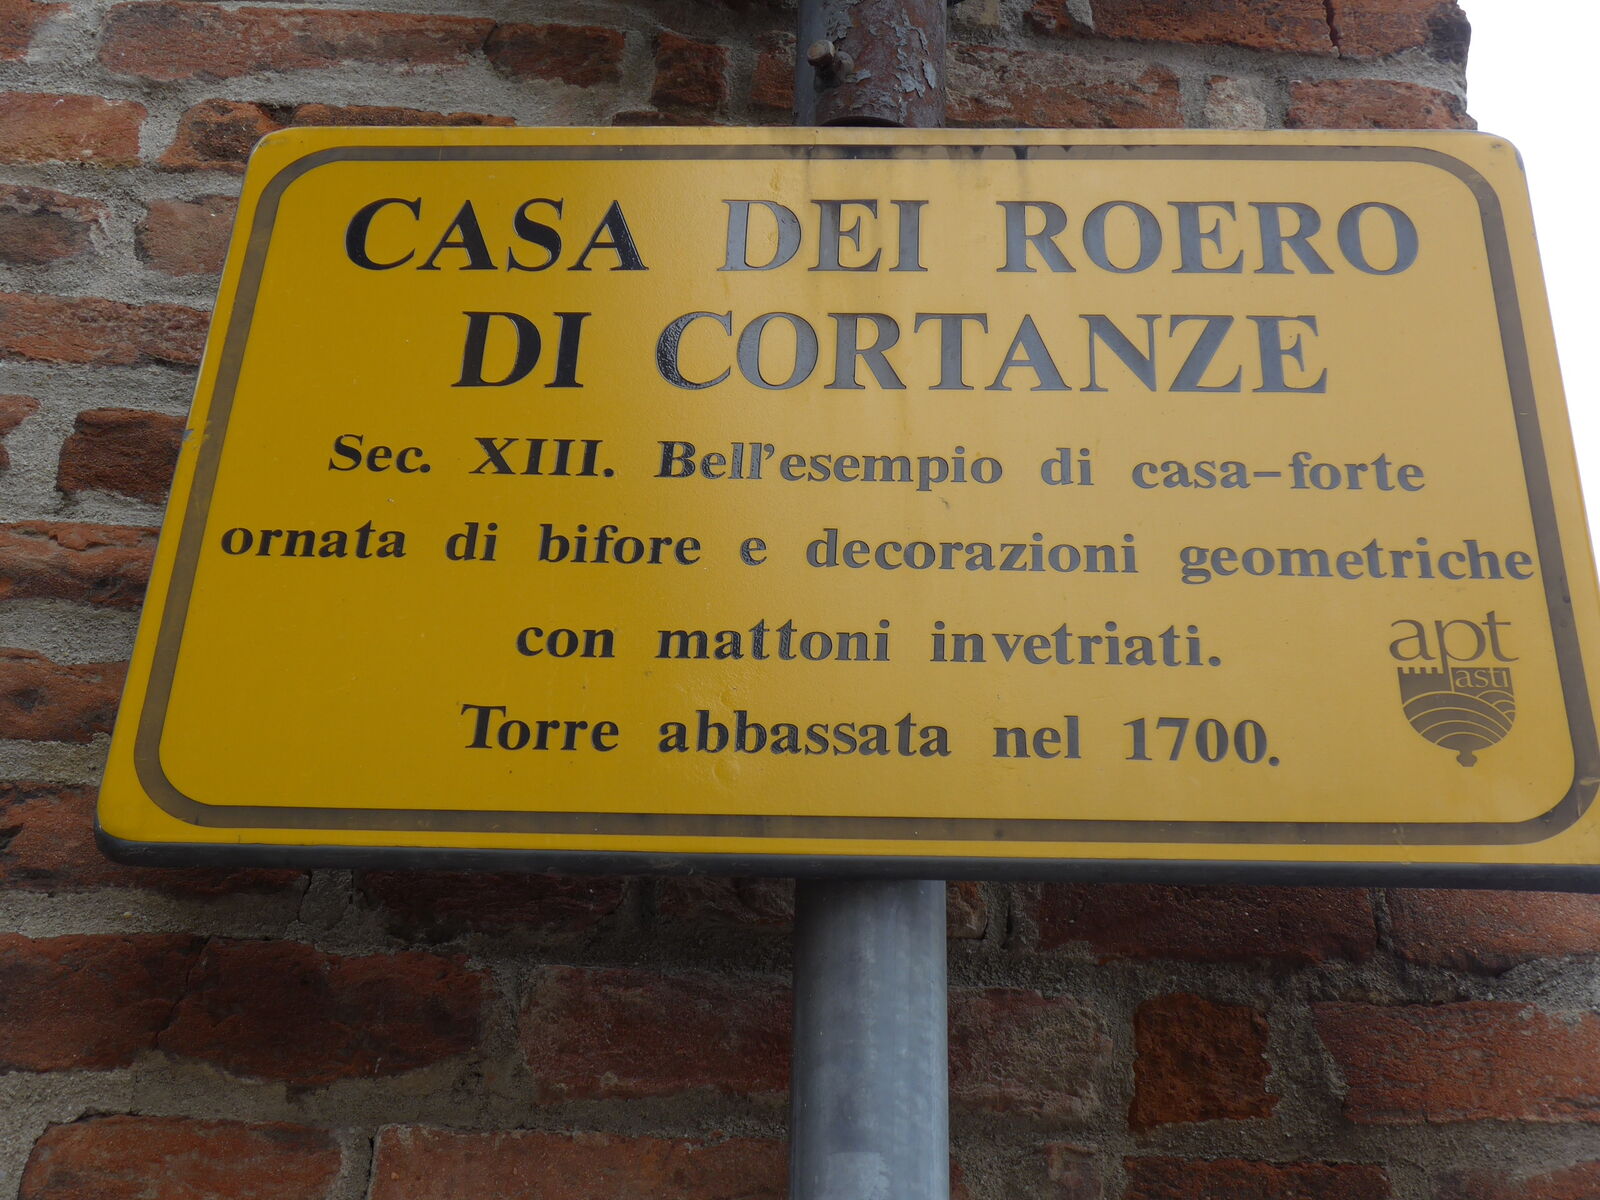 CASA DEI ROERO
DI CORTANZE
Sec. XIII. Bell'esempio di casa-forte
ornata di bifore e decorazioni geometriche
con mattoni invetriati.
Torre abbassata nel 1700.
apt
asti